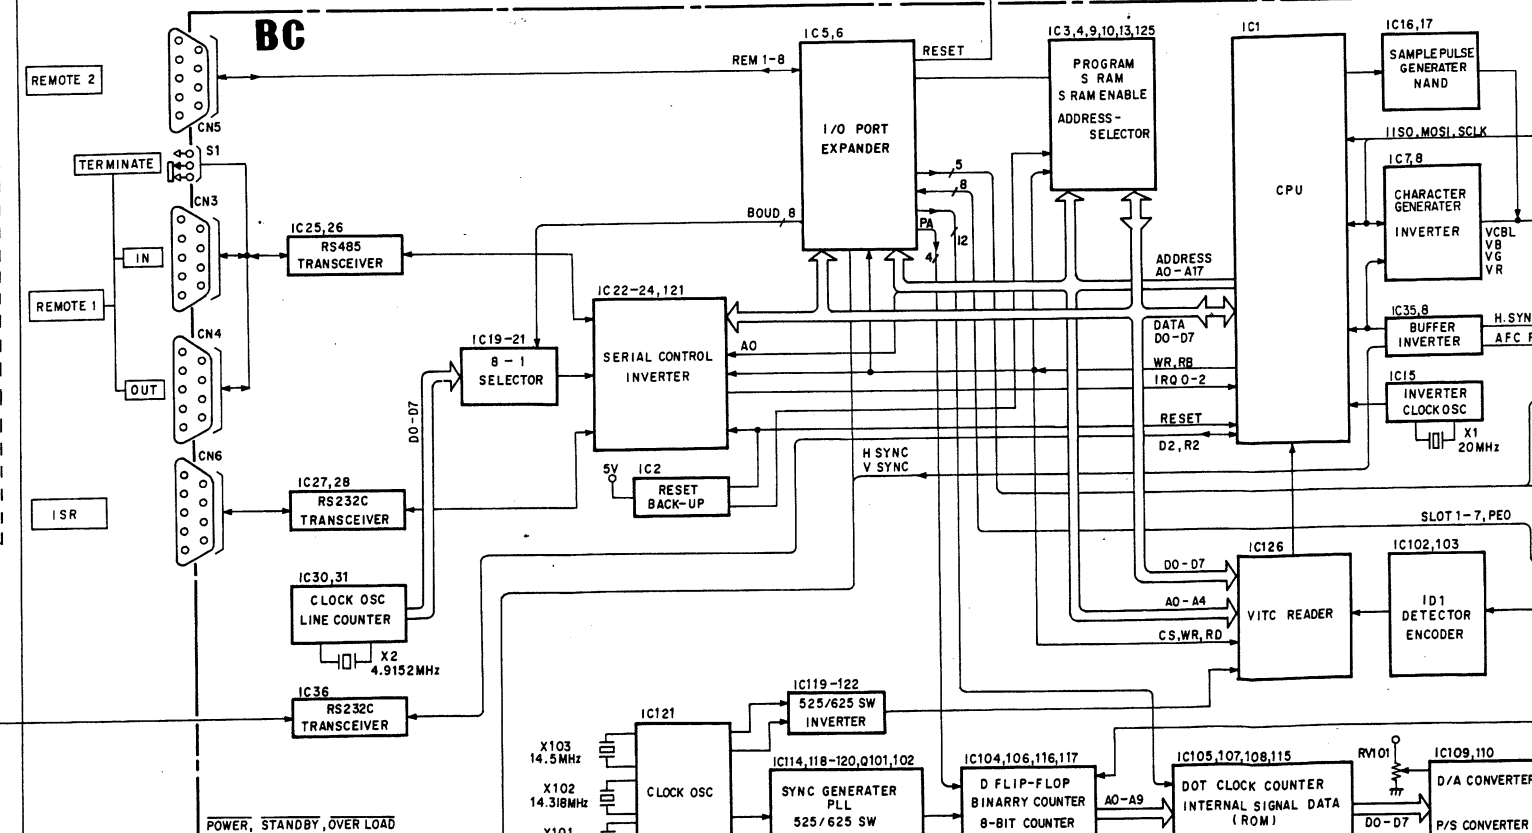 BC
REMOTE 2
CN5
TERMINATE
S1
CN3
IN
REMOTE 1
CN4
OUT
CN6
ISR
REM 1-8
IC5,6
I/O PORT
EXPANDER
RESET
IC3,4,9,10,13,125
PROGRAM
S RAM
S RAM ENABLE
ADDRESS-
SELECTOR
IC1
CPU
IC16,17
SAMPLEPULSE
GENERATER
NAND
IISO,MOSI,SCLK
IC7,8
CHARACTER
GENERATER
INVERTER
VCBL
VB
VG
VR
IC35,8
BUFFER
INVERTER
H.SYN
AFC
IC15
INVERTER
CLOCK OSC
X1
20MHz
5
8
PA
12
4
BOUD 8
IC25,26
RS485
TRANSCEIVER
IC22-24,121
SERIAL CONTROL
INVERTER
IC19-21
8-1
SELECTOR
D0-D7
A0
ADDRESS
A0-A17
DATA
D0-D7
WR,RB
IRQ 0-2
RESET
D2,R2
H SYNC
V SYNC
5V
IC2
RESET
BACK-UP
IC27,28
RS232C
TRANSCEIVER
IC30,31
CLOCK OSC
LINE COUNTER
X2
4.9152MHz
IC36
RS232C
TRANSCEIVER
SLOT 1-7,PE0
IC126
VITC READER
D0-D7
A0-A4
CS,WR,RD
IC102,103
ID1
DETECTOR
ENCODER
IC119-122
525/625 SW
INVERTER
IC121
CLOCK OSC
X103
14.5MHz
X102
14.318MHz
X101
IC114,118-120,Q101,102
SYNC GENERATER
PLL
525/625 SW
IC104,106,116,117
D FLIP-FLOP
BINARRY COUNTER
8-BIT COUNTER
A0-A9
IC105,107,108,115
DOT CLOCK COUNTER
INTERNAL SIGNAL DATA
(ROM)
RV101
D0-D7
IC109,110
D/A CONVERTER
P/S CONVERTER
POWER, STANDBY, OVER LOAD